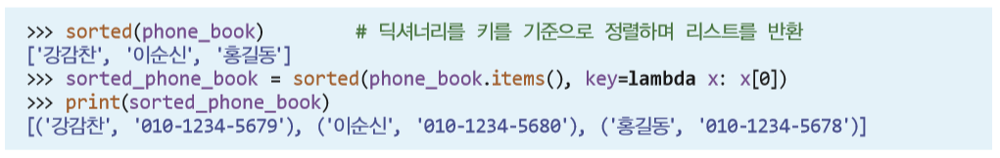 >>> sorted(phone_book) # 딕셔너리를 키를 기준으로 정렬하며 리스트를 반환
['강감찬', '이순신', '홍길동']
>>> sorted_phone_book = sorted(phone_book.items(), key=lambda x: x[0])
>>> print(sorted_phone_book)
[('강감찬', '010-1234-5679'), ('이순신', '010-1234-5680'), ('홍길동', '010-1234-5678')]